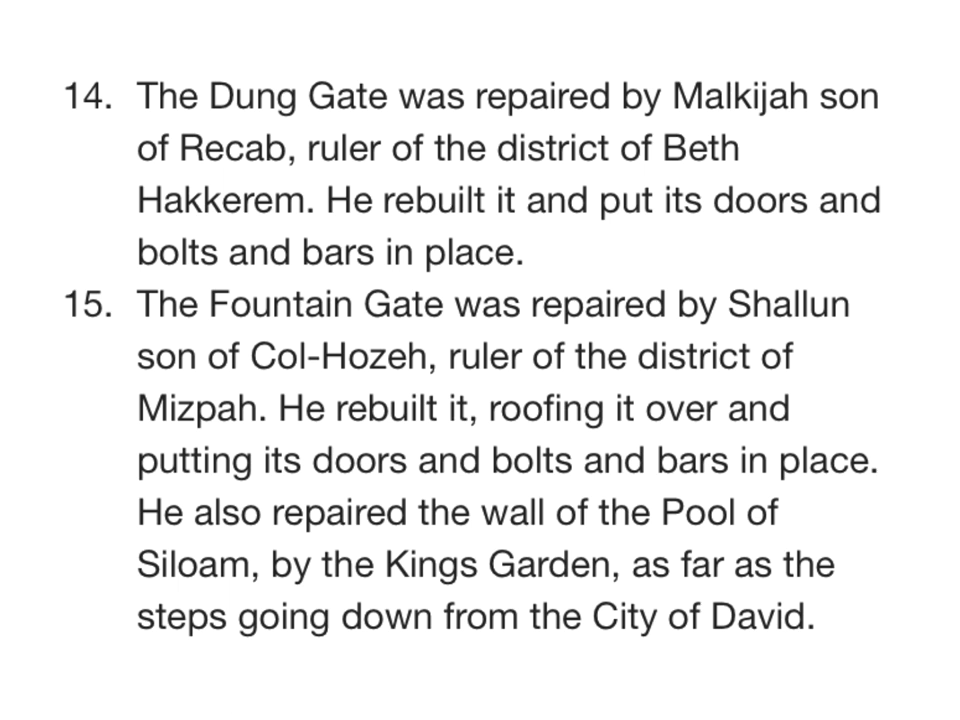 14. The Dung Gate was repaired by Malkijah son
of Recab, ruler of the district of Beth
Hakkerem. He rebuilt it and put its doors and
bolts and bars in place.
15. The Fountain Gate was repaired by Shallun
son of Col-Hozeh, ruler of the district of
Mizpah. He rebuilt it, roofing it over and
putting its doors and bolts and bars in place.
He also repaired the wall of the Pool of
Siloam, by the Kings Garden, as far as the
steps going down from the City of David.